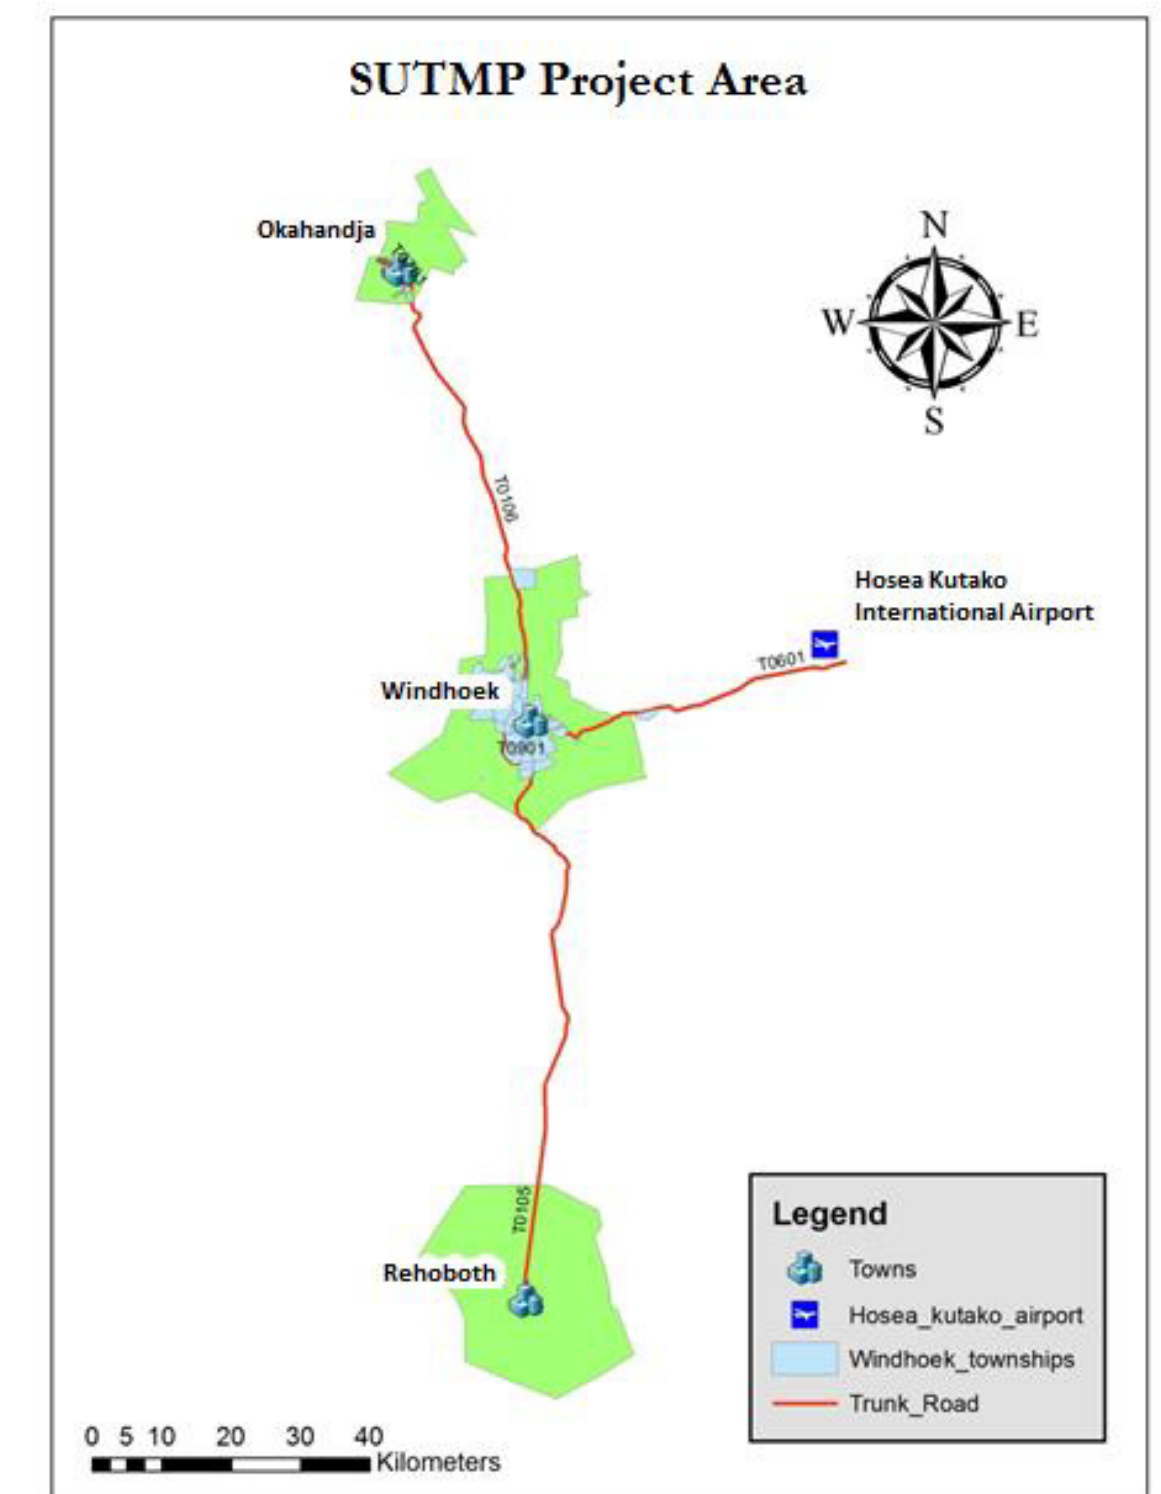 SUTMP Project Area
Okahandja
N
W
E
S
T0106
Hosea Kutako
International Airport
T0601
Windhoek
T0901
T0105
Rehoboth
Legend
Towns
Hosea_kutako_airport
Windhoek_townships
Trunk_Road
0 5 10 20 30 40
Kilometers